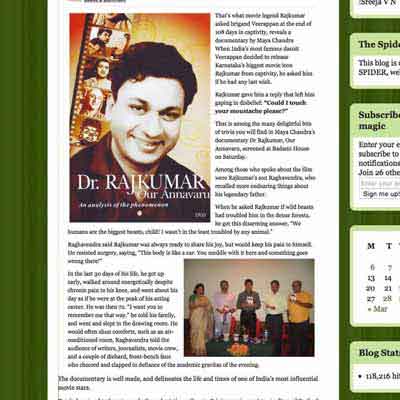 That's what movie legend Rajkumar
asked brigand Veerappan at the end of
108 days in captivity, reveals a
documentary by Maya Chandra
When India's most famous dacoit
Veerappan decided to release
Karnataka's biggest movie icon
Rajkumar from captivity, he asked him
if he had any last wish.
Rajkumar gave him a reply that left him
gaping in disbelief: "Could I touch
your moustache please?"
That is among the many delightful bits
of trivia you will find in Maya Chandra's
documentary Dr Rajkumar, Our
Annavaru, screened at Badami House
on Saturday.
Among those who spoke about the film
were Rajkumar's son Raghavendra, who
recalled more endearing things about
his legendary father.
When he asked Rajkumar if wild beasts
had troubled him in the dense forests,
he got this disarming answer, "We
humans are the biggest beasts, child! I wasn't in the least troubled by any animal."
Dr. RAJKUMAR
Our Annavaru
An analysis of the phenomenon
DVD
Raghavendra said Rajkumar was always ready to share his joy, but would keep his pain to himself.
He resisted surgery, saying, "This body is like a car. You meddle with it here and something goes
wrong there!"
In the last 30 days of his life, he got up
early, walked around energetically despite
chronic pain to his knee, and went about his
day as if he were at the peak of his acting
career. He was then 70. "I want you to
remember me that way," he told his family,
and went and slept in the drawing room. He
would often shun comforts, such as an air-
conditioned room, Raghavendra told the
audience of writers, journalists, movie crew,
and a couple of diehard, front-bench fans
who cheered and clapped in defiance of the academic gravitas of the evening.
The documentary is well made, and delineates the life and times of one of India's most influential
movie stars.
Sreeja V N
The Spide
This blog is
SPIDER, we
Subscribe
magic
Enter your e
subscribe to
notifications
Join 26 othe
Enter your
Sign me up!
M T
6 7
13 14
20 21
27 28
« Mar
Blog Stats
118,216 hi